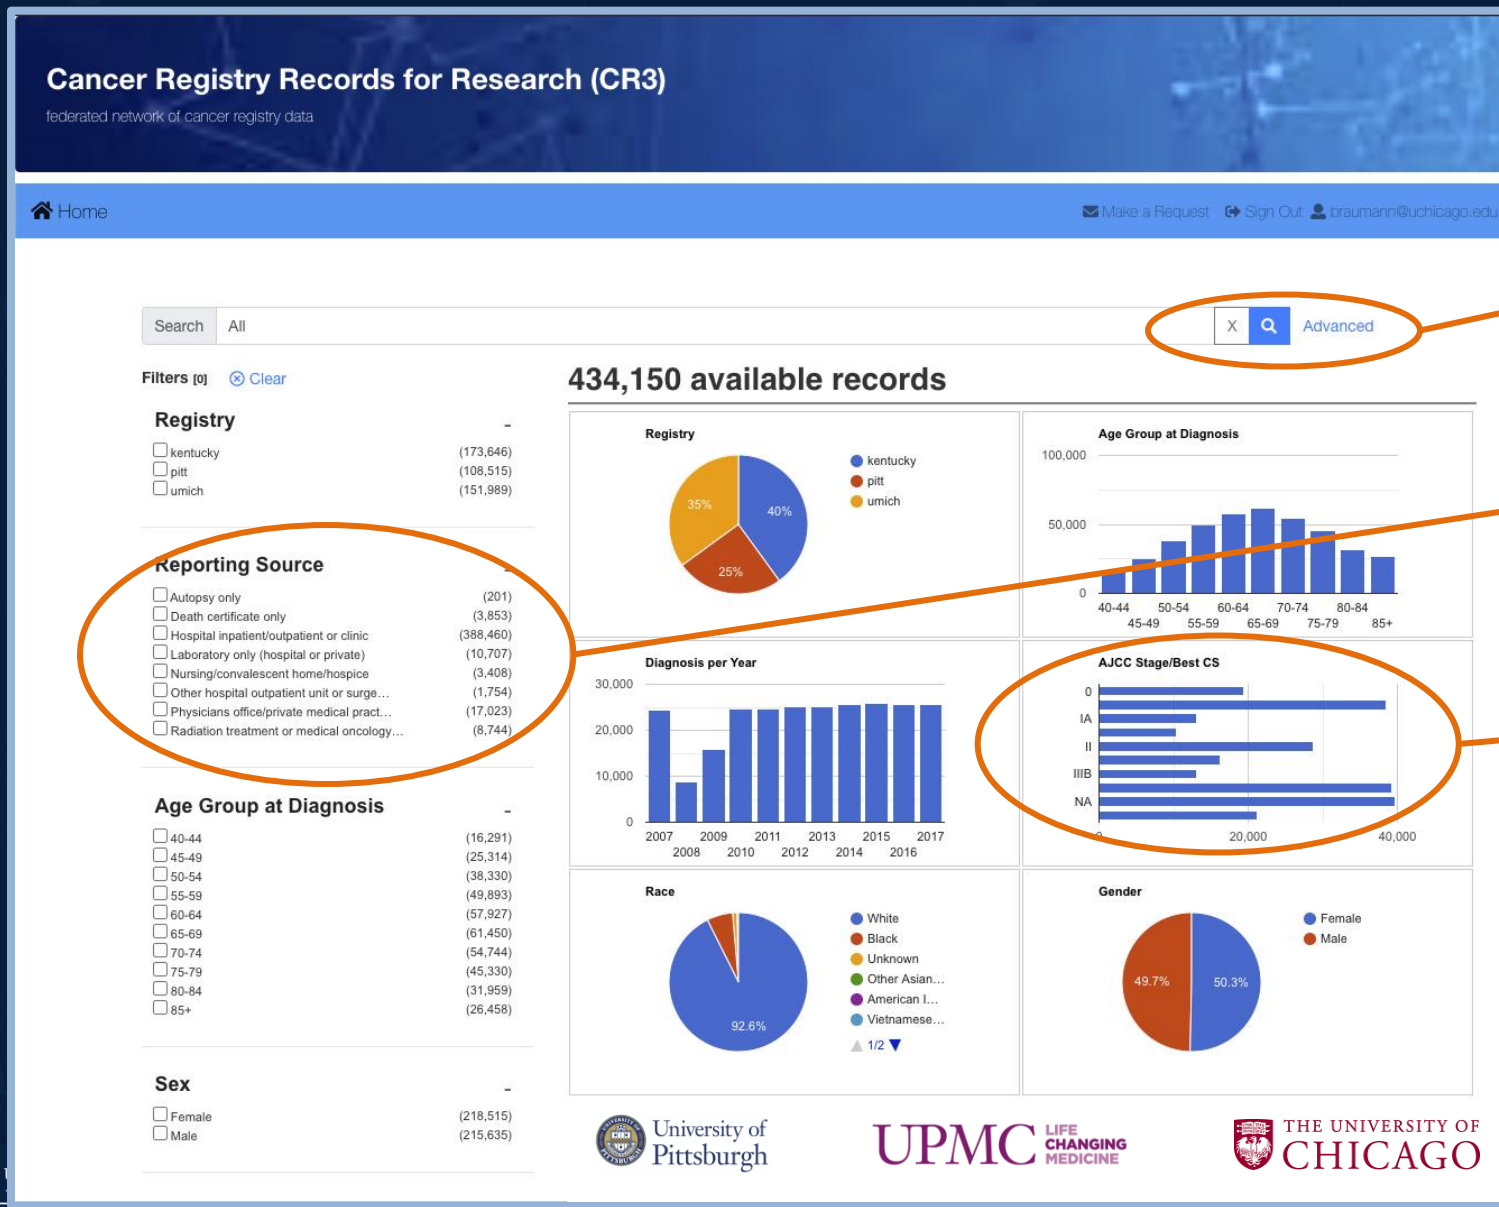 Cancer Registry Records for Research (CR3)
federated network of cancer registry data
Home
Make a Request Sign Out braumann@uchicago.edu
Search All X Advanced
Filters [0] Clear
434,150 available records
Registry -
kentucky (173,646)
pitt (108,515)
umich (151,989)
Reporting Source -
Autopsy only (201)
Death certificate only (3,853)
Hospital inpatient/outpatient or clinic (388,460)
Laboratory only (hospital or private) (10,707)
Nursing/convalescent home/hospice (3,408)
Other hospital outpatient unit or surge... (1,754)
Physicians office/private medical pract... (17,023)
Radiation treatment or medical oncology... (8,744)
Age Group at Diagnosis -
40-44 (16,291)
45-49 (25,314)
50-54 (38,330)
55-59 (49,893)
60-64 (57,927)
65-69 (61,450)
70-74 (54,744)
75-79 (45,330)
80-84 (31,959)
85+ (26,458)
Sex -
Female (218,515)
Male (215,635)
Registry
35%
40%
25%
kentucky
pitt
umich
Age Group at Diagnosis
100,000
50,000
0
40-44 50-54 60-64 70-74 80-84
45-49 55-59 65-69 75-79 85+
Diagnosis per Year
30,000
20,000
10,000
0
2007 2009 2011 2013 2015 2017
2008 2010 2012 2014 2016
AJCC Stage/Best CS
0
IA
II
IIIB
NA
0 20,000 40,000
Race
92.6%
White
Black
Unknown
Other Asian...
American I...
Vietnamese...
1/2
Gender
49.7%
50.3%
Female
Male
University of
Pittsburgh
UPMC LIFE
CHANGING
MEDICINE
THE UNIVERSITY OF
CHICAGO